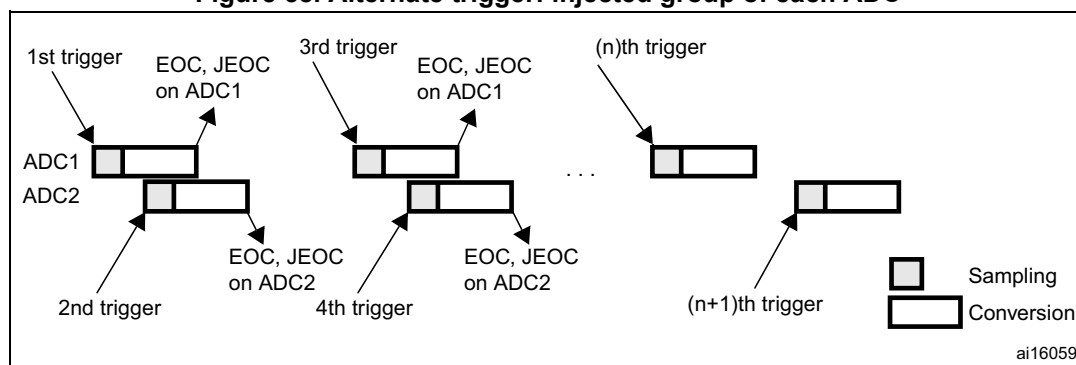 Figure 65. Alternate trigger: injected group of each ADC
1st trigger
EOC, JEOC
on ADC1
3rd trigger
EOC, JEOC
on ADC1
(n)th trigger
ADC1
ADC2
. . .
EOC, JEOC
on ADC2
2nd trigger
EOC, JEOC
on ADC2
4th trigger
(n+1)th trigger
Sampling
Conversion
ai16059